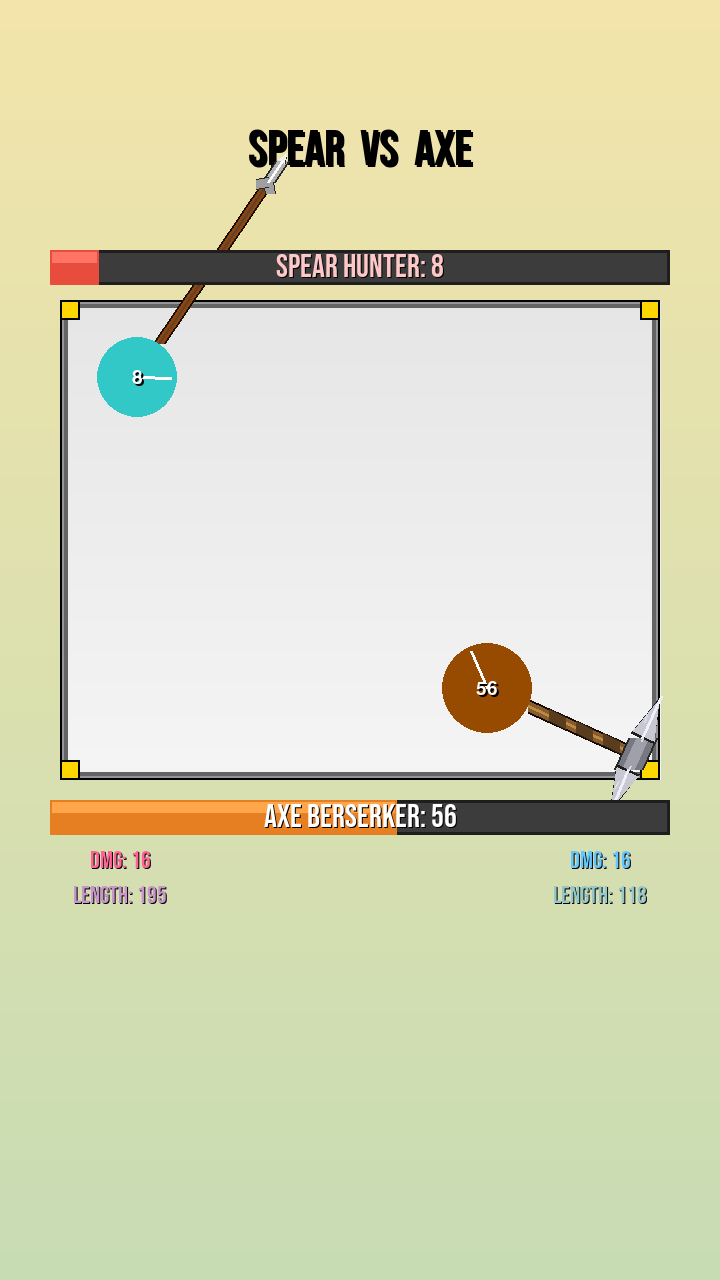 SPEAR VS AXE
SPEAR HUNTER: 8
8
56
AXE BERSERKER: 56
DMG: 16
DMG: 16
LENGTH: 195
LENGTH: 118